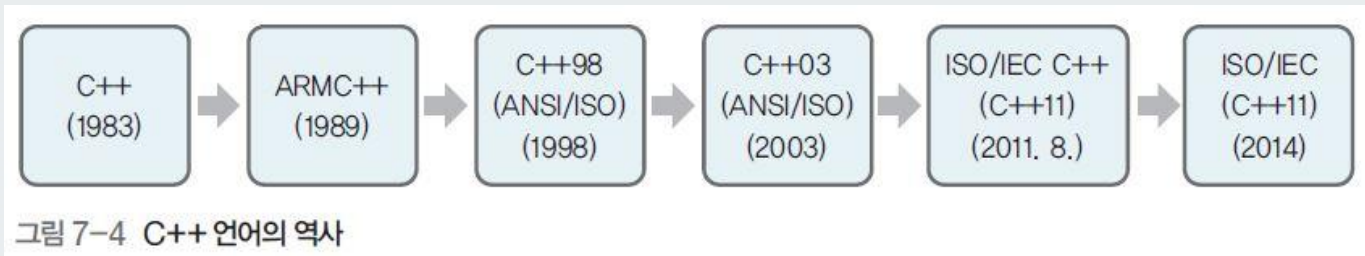 C++
(1983)
ARMC++
(1989)
C++98
(ANSI/ISO)
(1998)
C++03
(ANSI/ISO)
(2003)
ISO/IEC C++
(C++11)
(2011. 8.)
ISO/IEC
(C++11)
(2014)
그림 7-4 C++ 언어의 역사